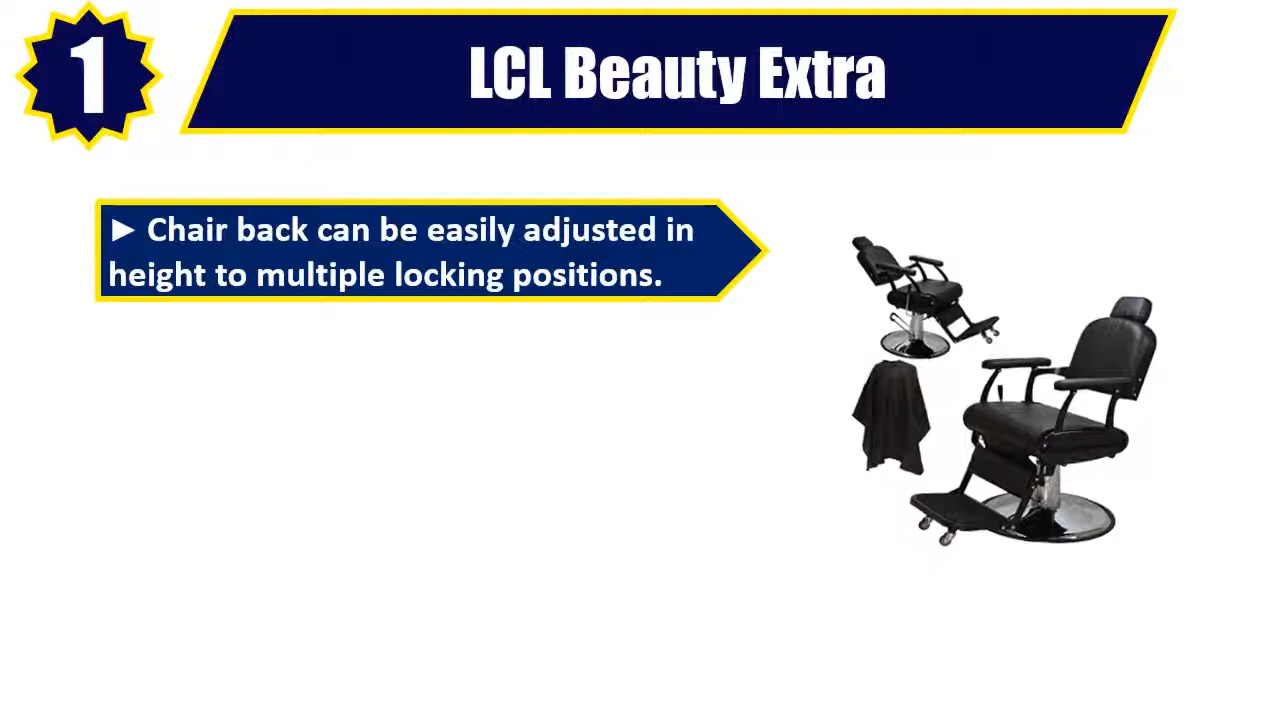 1
LCL Beauty Extra
► Chair back can be easily adjusted in
height to multiple locking positions.